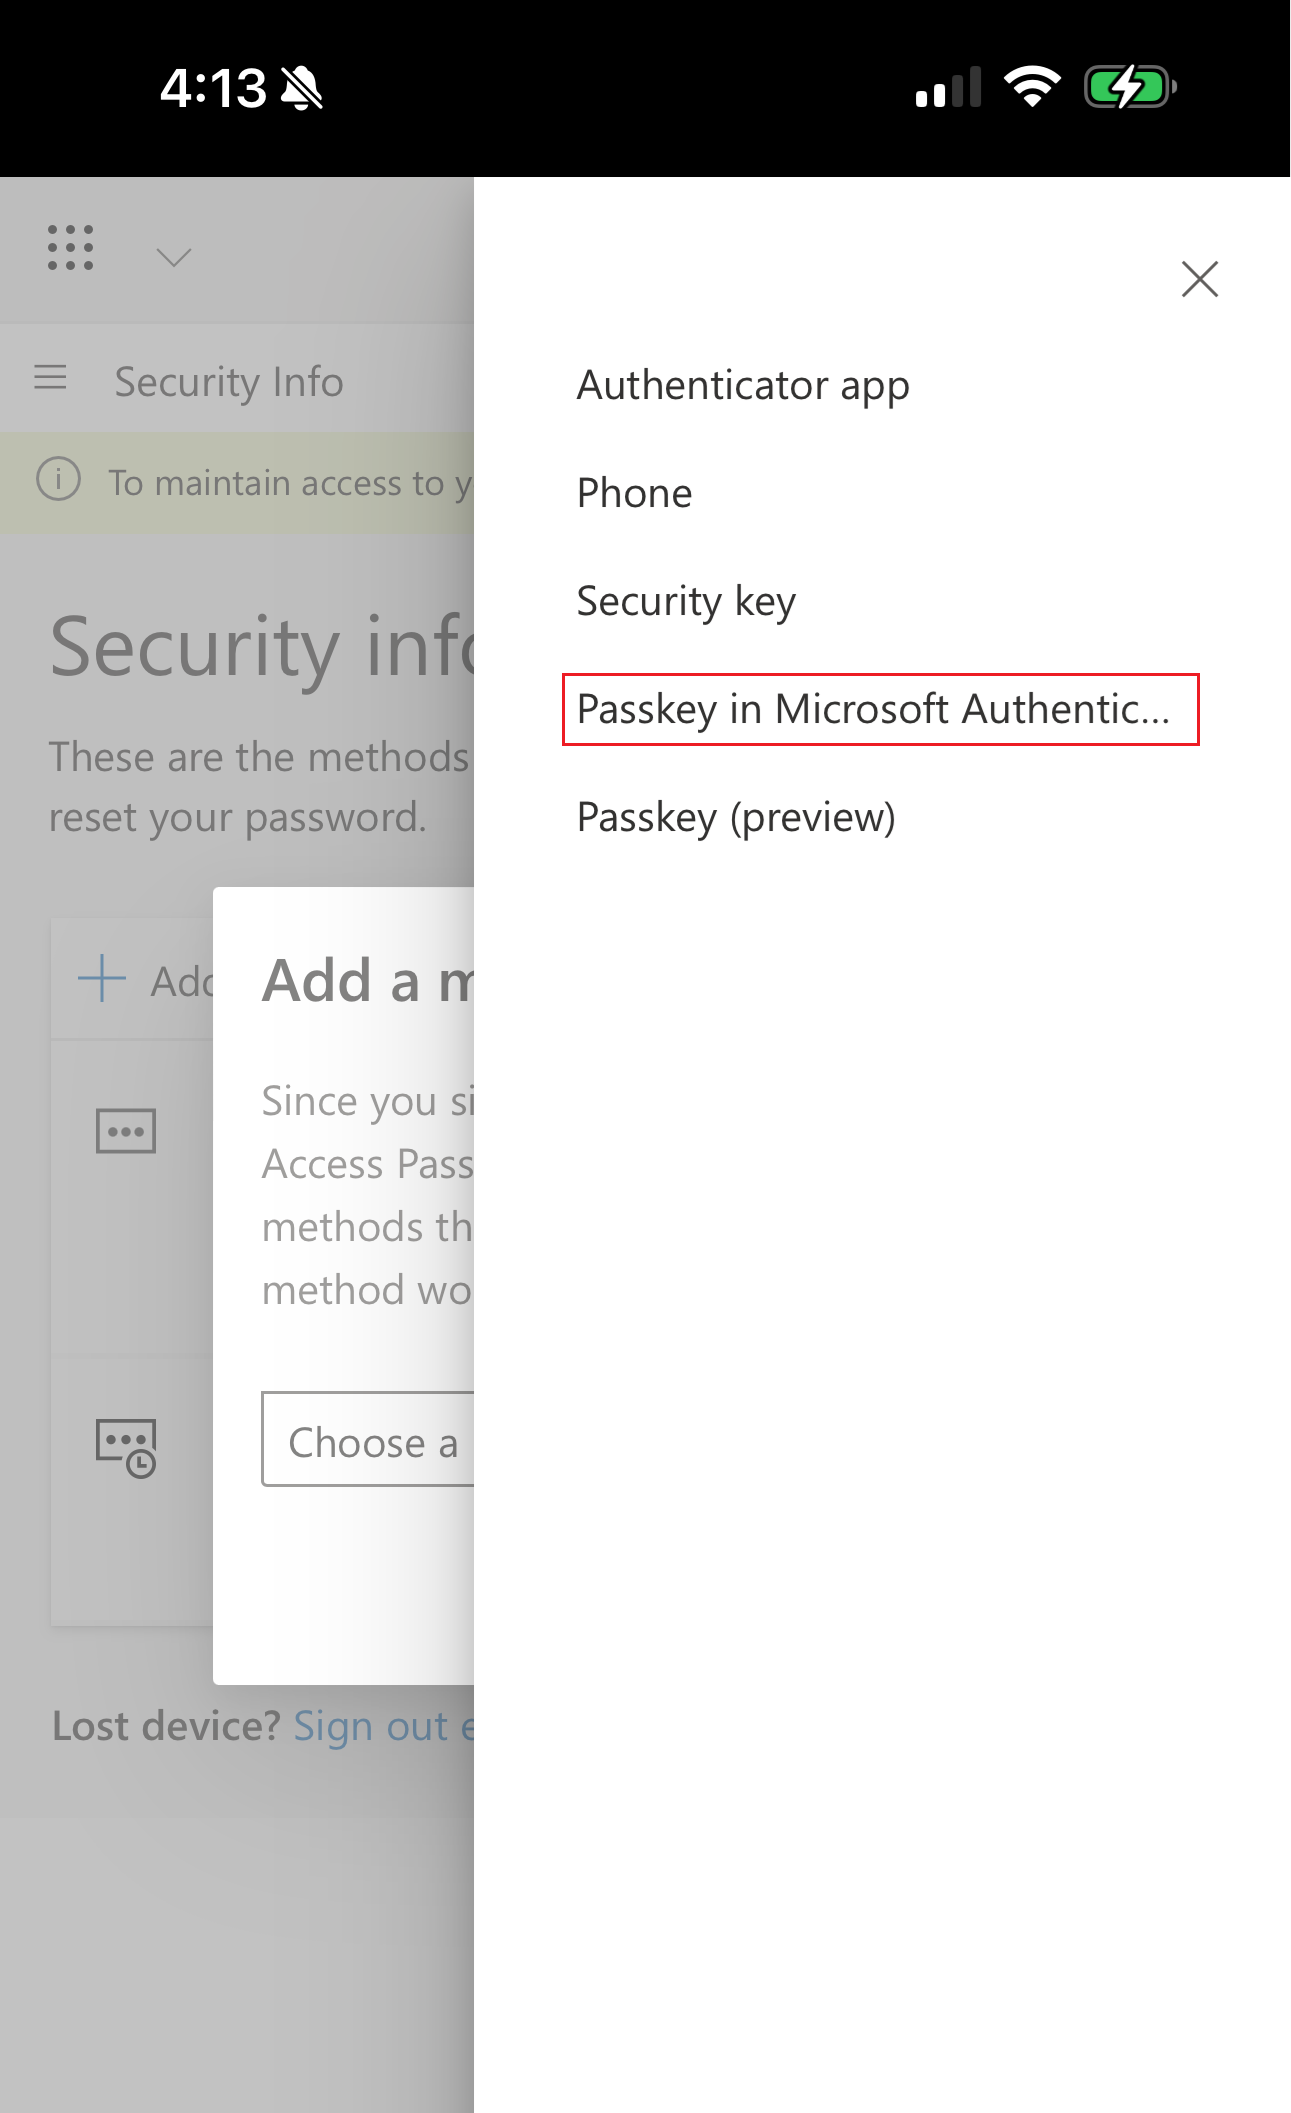 4:13
Security Info
To maintain access to y
Security info
These are the methods
reset your password.
Add
Add a m
Since you si
Access Pass
methods th
method wo
Choose a
Lost device? Sign out e
Authenticator app
Phone
Security key
Passkey in Microsoft Authentic...
Passkey (preview)